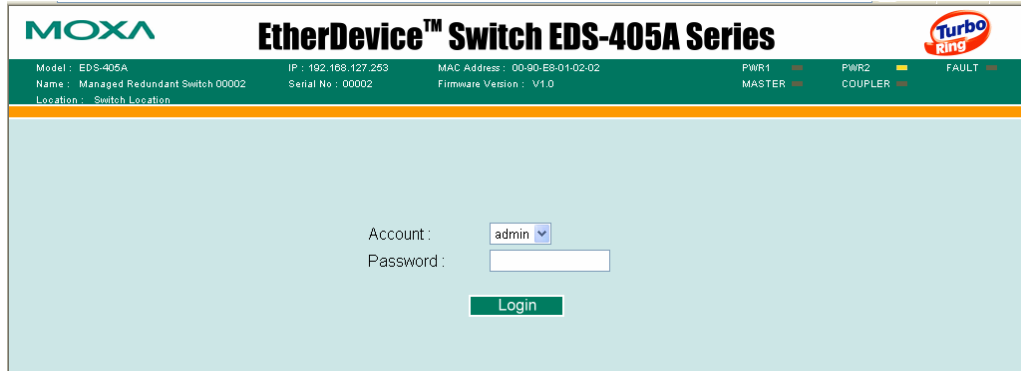 MOXA EtherDevice™ Switch EDS-405A Series Turbo Ring
Model : EDS-405A IP : 192.168.127.253 MAC Address : 00-90-E8-01-02-02 PWR1 PWR2 FAULT
Name : Managed Redundant Switch 00002 Serial No : 00002 Firmware Version : V1.0 MASTER COUPLER
Location : Switch Location
Account : admin
Password :
Login